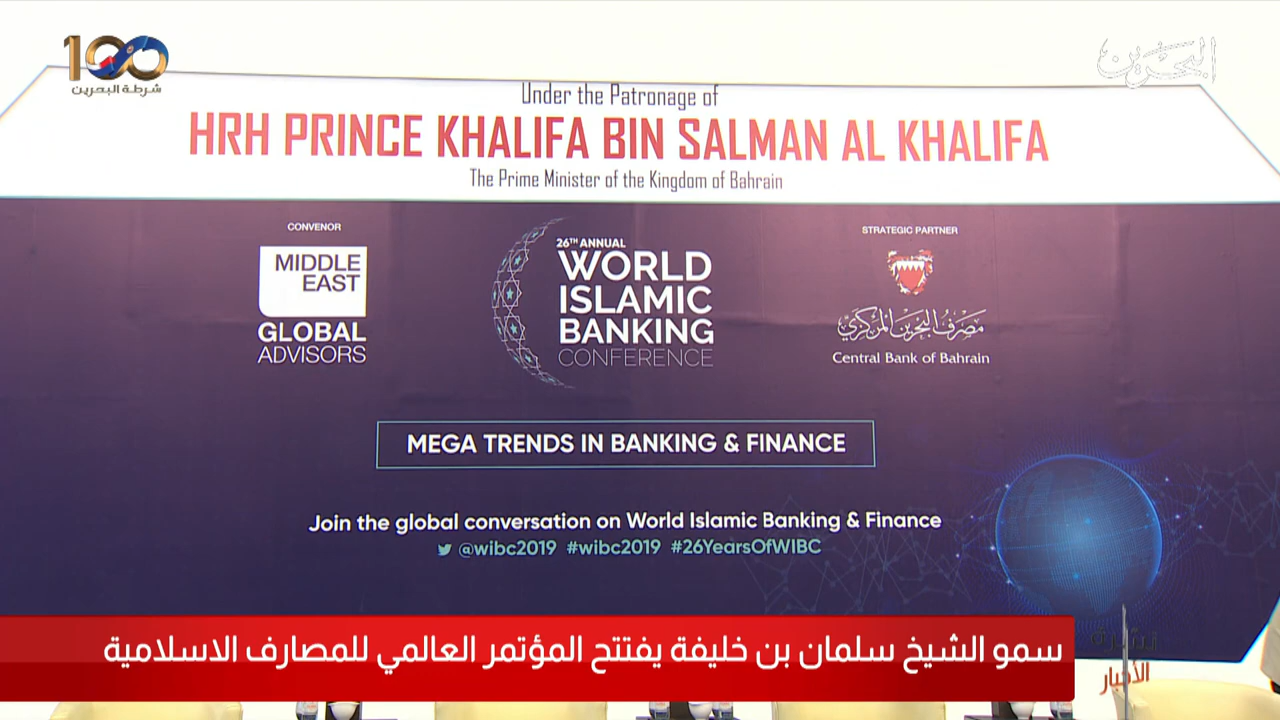 100
شرطة البحرين
البحرين
Under the Patronage of
HRH PRINCE KHALIFA BIN SALMAN AL KHALIFA
The Prime Minister of the Kingdom of Bahrain
CONVENOR
MIDDLE
EAST
GLOBAL
ADVISORS
26TH ANNUAL
WORLD
ISLAMIC
BANKING
CONFERENCE
STRATEGIC PARTNER
مصرف البحرين المركزي
Central Bank of Bahrain
MEGA TRENDS IN BANKING & FINANCE
Join the global conversation on World Islamic Banking & Finance
@wibc2019 #wibc2019 #26YearsOfWIBC
سمو الشيخ سلمان بن خليفة يفتتح المؤتمر العالمي للمصارف الاسلامية
نشرة
الأخبار